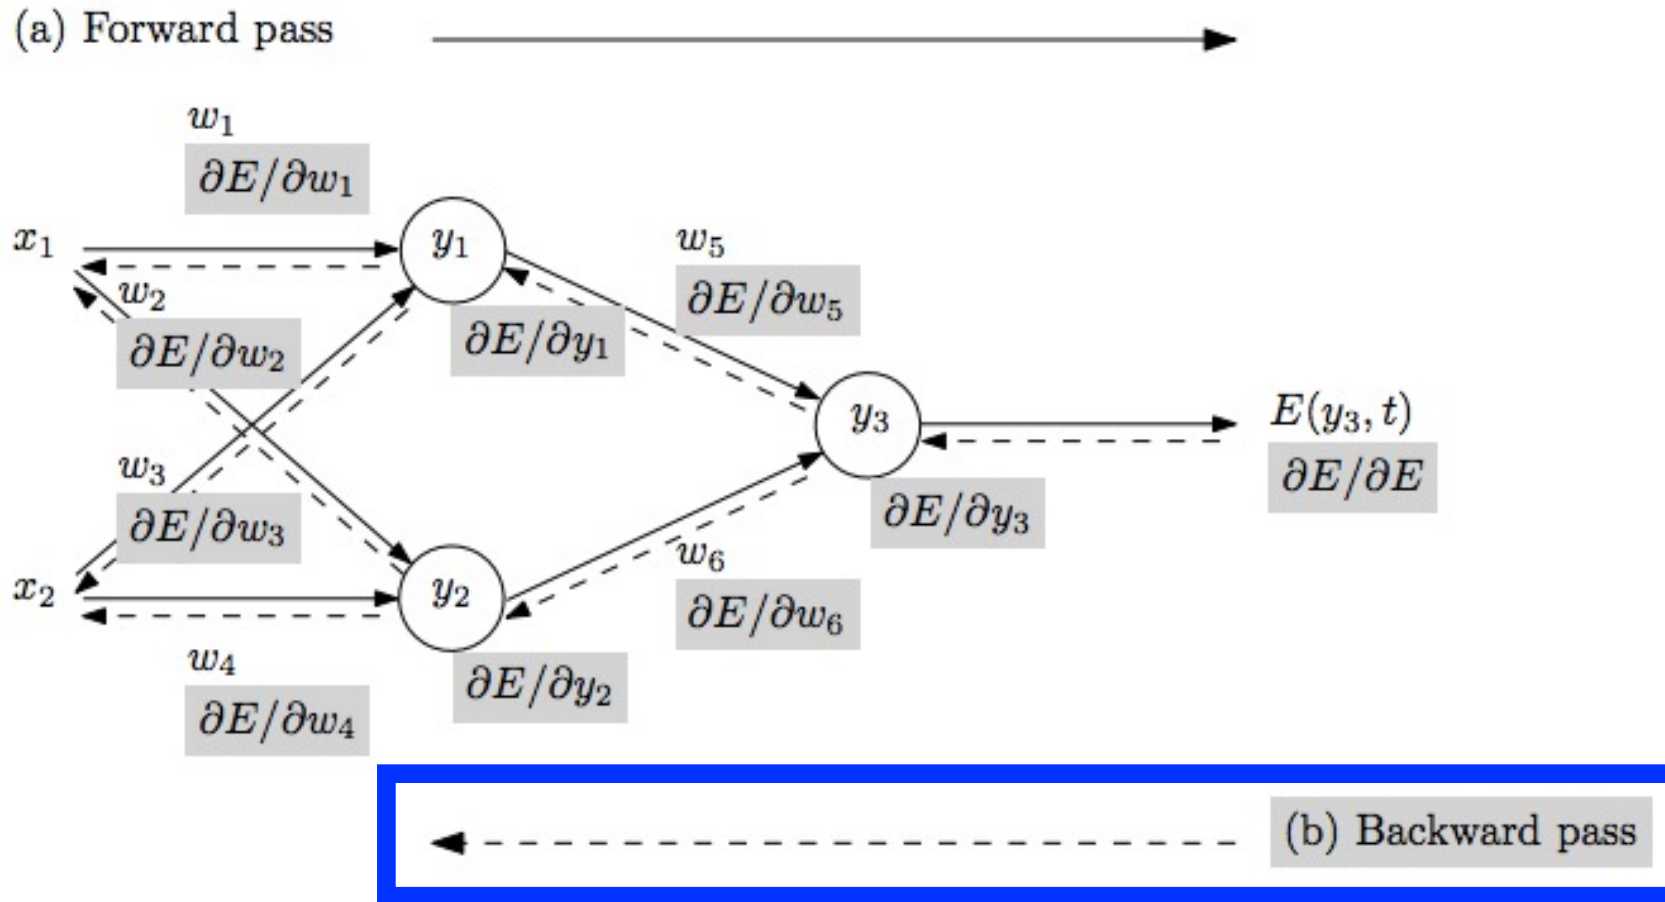 (a) Forward pass
w₁
∂E/∂w₁
x₁
y₁
w₅
w₂
∂E/∂w₅
∂E/∂w₂
∂E/∂y₁
y₃
E(y₃, t)
w₃
∂E/∂E
∂E/∂w₃
∂E/∂y₃
x₂
y₂
w₆
∂E/∂w₆
w₄
∂E/∂y₂
∂E/∂w₄
(b) Backward pass